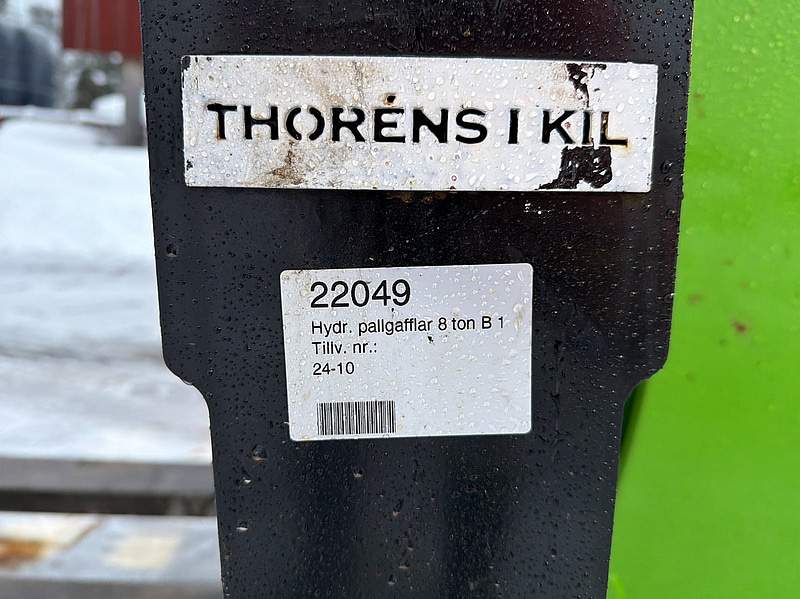 THORÉNS I KIL
22049
Hydr. pallgafflar 8 ton B 1
Tillv. nr.:
24-10